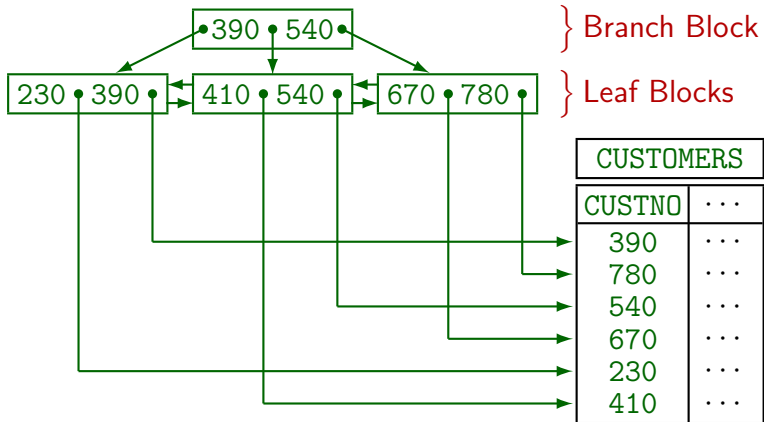 390 540 Branch Block
230 390 410 540 670 780 Leaf Blocks
CUSTOMERS
CUSTNO ···
390 ···
780 ···
540 ···
670 ···
230 ···
410 ···